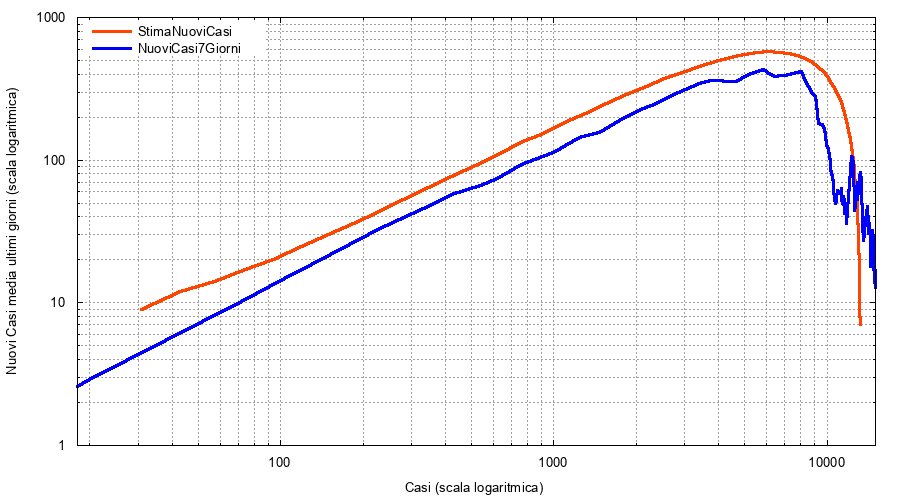 1000
StimaNuoviCasi
NuoviCasi7Giorni
100
10
1
Nuovi Casi media ultimi giorni (scala logaritmica)
100
1000
10000
Casi (scala logaritmica)